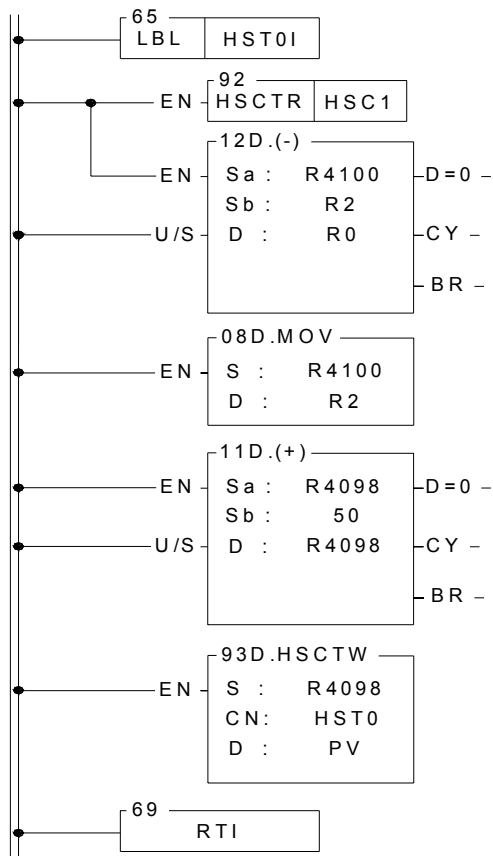 65
LBL HST0I
92
EN HSCTR HSC1
12D.(-)
EN Sa : R4100 D=0
Sb : R2
U/S D : R0 CY
BR
08D.MOV
EN S : R4100
D : R2
11D.(+)
EN Sa : R4098 D=0
Sb : 50
U/S D : R4098 CY
BR
93D.HSCTW
EN S : R4098
CN: HST0
D : PV
69
RTI